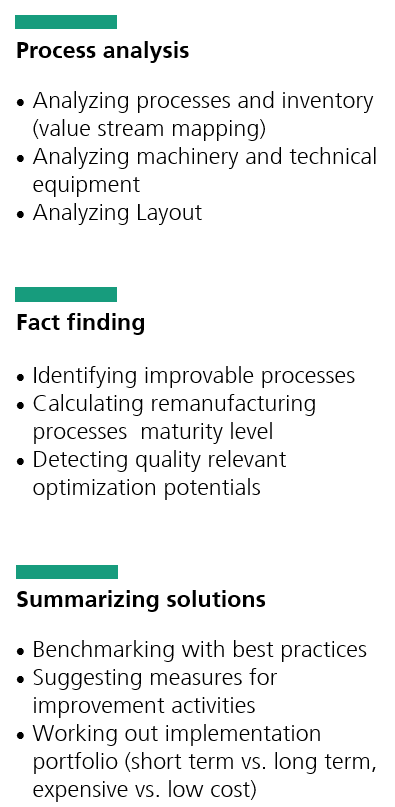 Process analysis
• Analyzing processes and inventory
(value stream mapping)
• Analyzing machinery and technical
equipment
• Analyzing Layout
Fact finding
• Identifying improvable processes
• Calculating remanufacturing
processes  maturity level
• Detecting quality relevant
optimization potentials
Summarizing solutions
• Benchmarking with best practices
• Suggesting measures for
improvement activities
• Working out implementation
portfolio (short term vs. long term,
expensive vs. low cost)